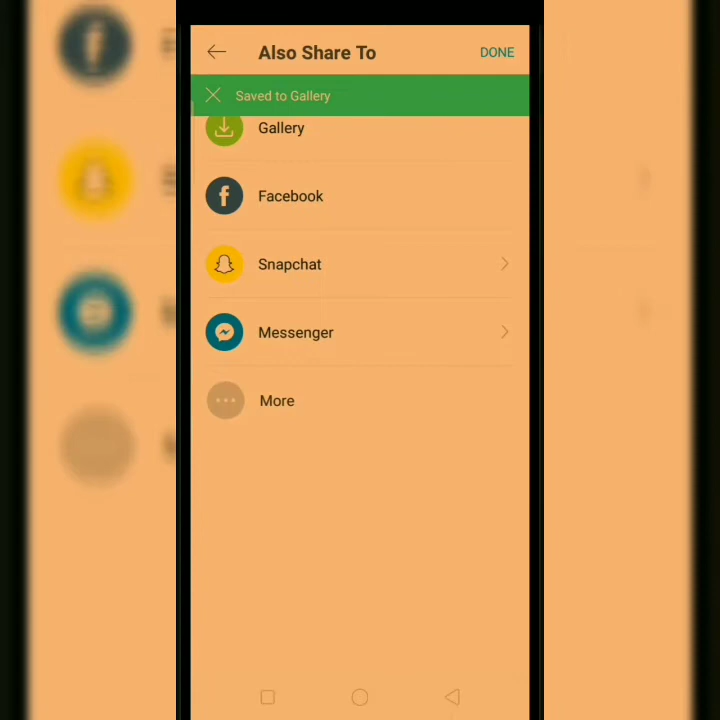 Also Share To
DONE
Saved to Gallery
Gallery
Facebook
Snapchat
Messenger
More